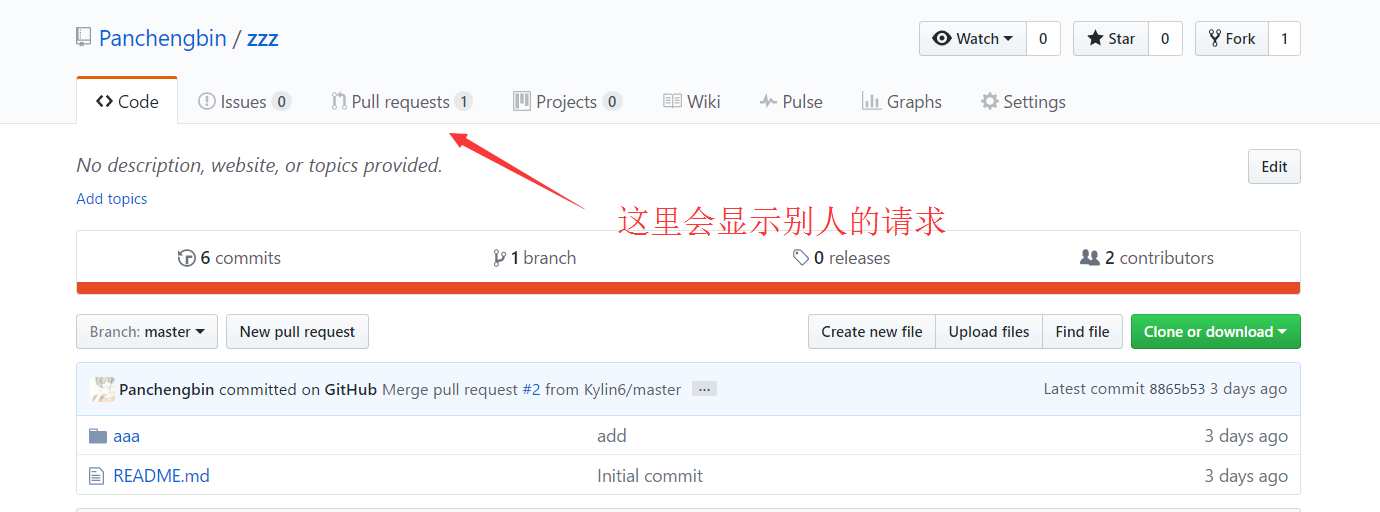 Panchengbin / zzz Watch 0 Star 0 Fork 1
Code Issues 0 Pull requests 1 Projects 0 Wiki Pulse Graphs Settings
No description, website, or topics provided. Edit
Add topics
这里会显示别人的请求
6 commits 1 branch 0 releases 2 contributors
Branch: master New pull request Create new file Upload files Find file Clone or download
Panchengbin committed on GitHub Merge pull request #2 from Kylin6/master ... Latest commit 8865b53 3 days ago
aaa add 3 days ago
README.md Initial commit 3 days ago